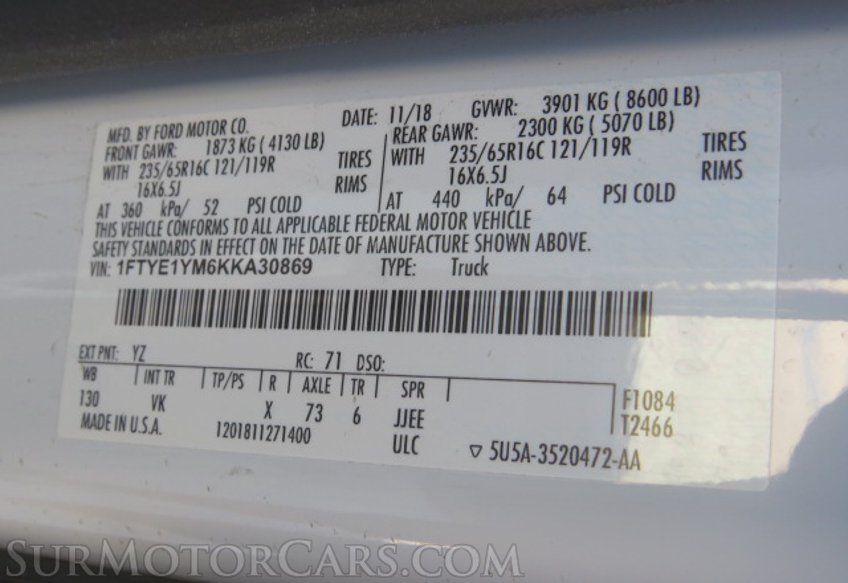 MFD. BY FORD MOTOR CO. DATE: 11/18 GVWR: 3901 KG ( 8600 LB)
FRONT GAWR: 1873 KG ( 4130 LB) REAR GAWR: 2300 KG ( 5070 LB)
WITH 235/65R16C 121/119R TIRES WITH 235/65R16C 121/119R TIRES
16X6.5J RIMS 16X6.5J RIMS
AT 360 kPa/ 52 PSI COLD AT 440 kPa/ 64 PSI COLD
THIS VEHICLE CONFORMS TO ALL APPLICABLE FEDERAL MOTOR VEHICLE
SAFETY STANDARDS IN EFFECT ON THE DATE OF MANUFACTURE SHOWN ABOVE.
VIN: 1FTYE1YM6KKA30869 TYPE: Truck
EXT PNT: YZ RC: 71 DSO:
WB INT TR TP/PS R AXLE TR SPR
130 VK X 73 6 JJEE F1084
MADE IN U.S.A. 1201811271400 ULC T2466
▽ 5U5A-3520472-AA
SURMOTORCARS.COM